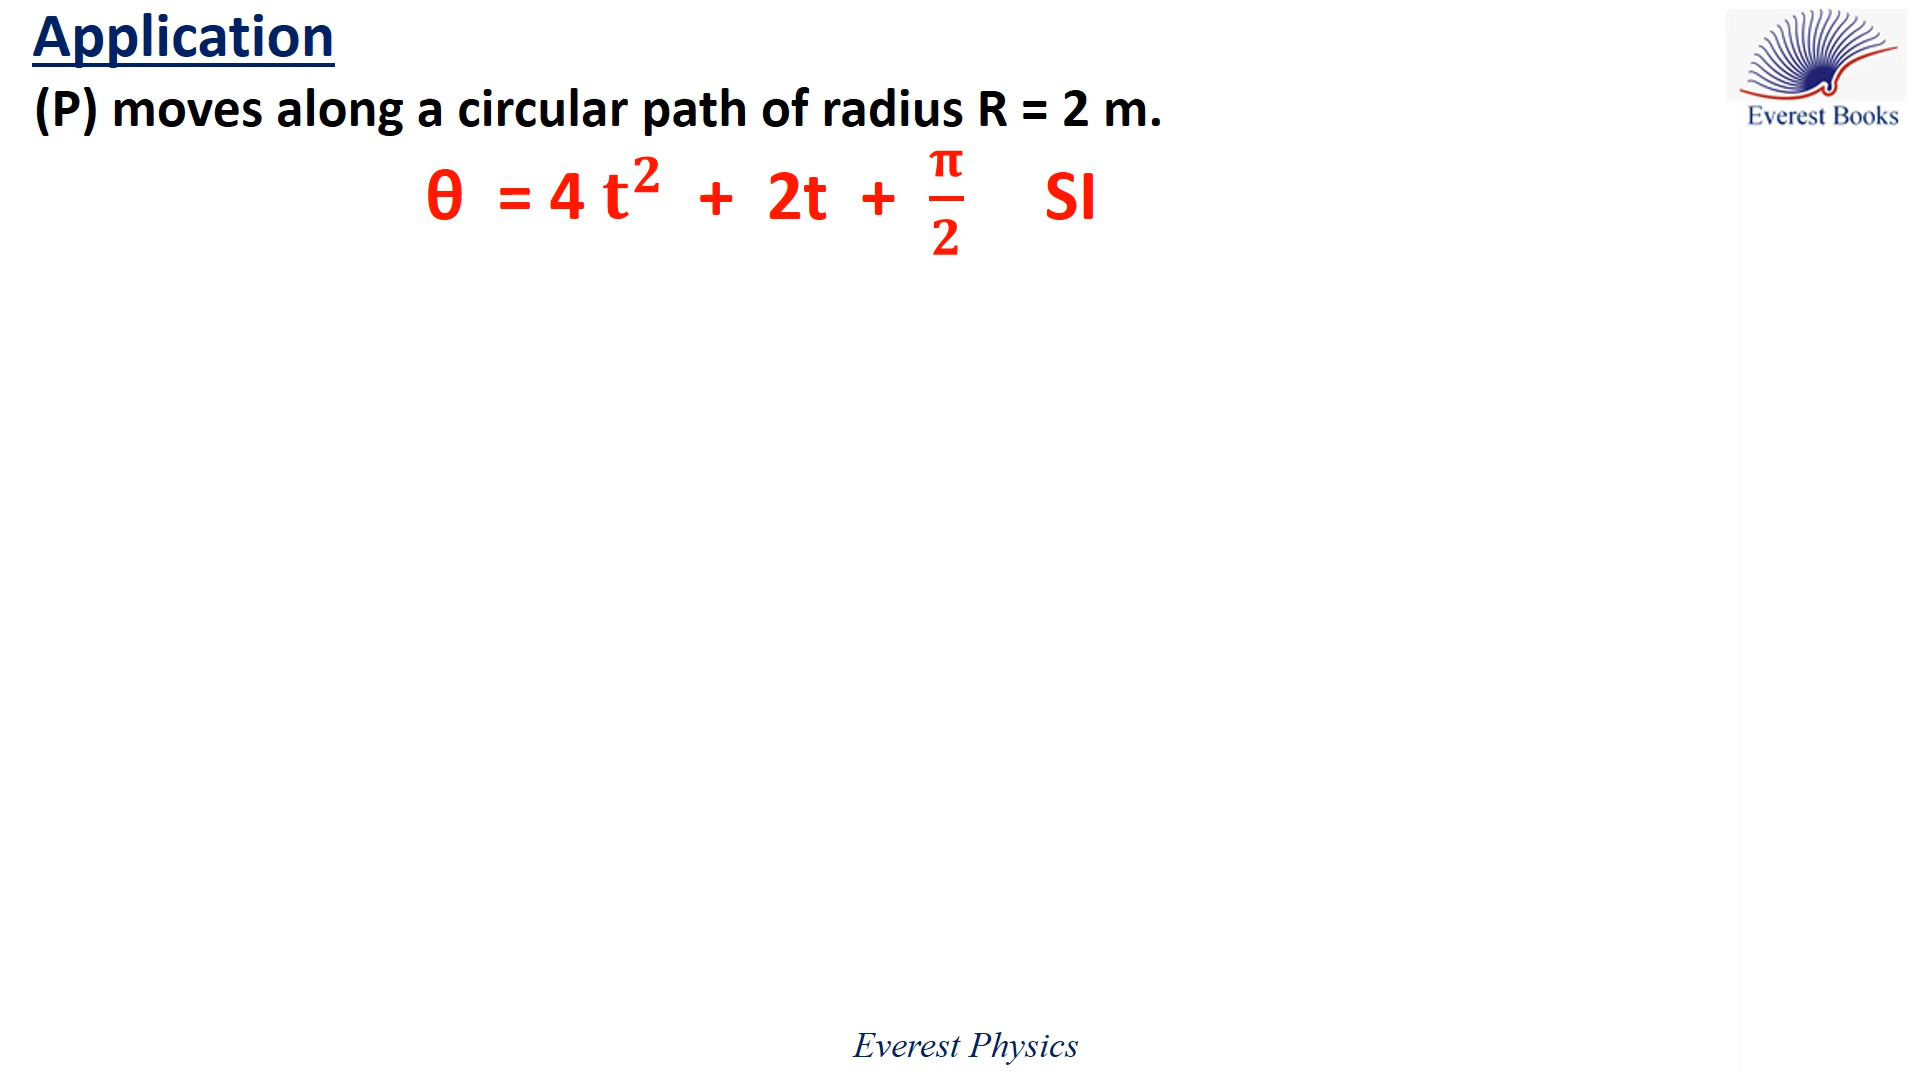 Application
Everest Books
(P) moves along a circular path of radius R = 2 m.
θ = 4 t² + 2t + π/2 SI
Everest Physics